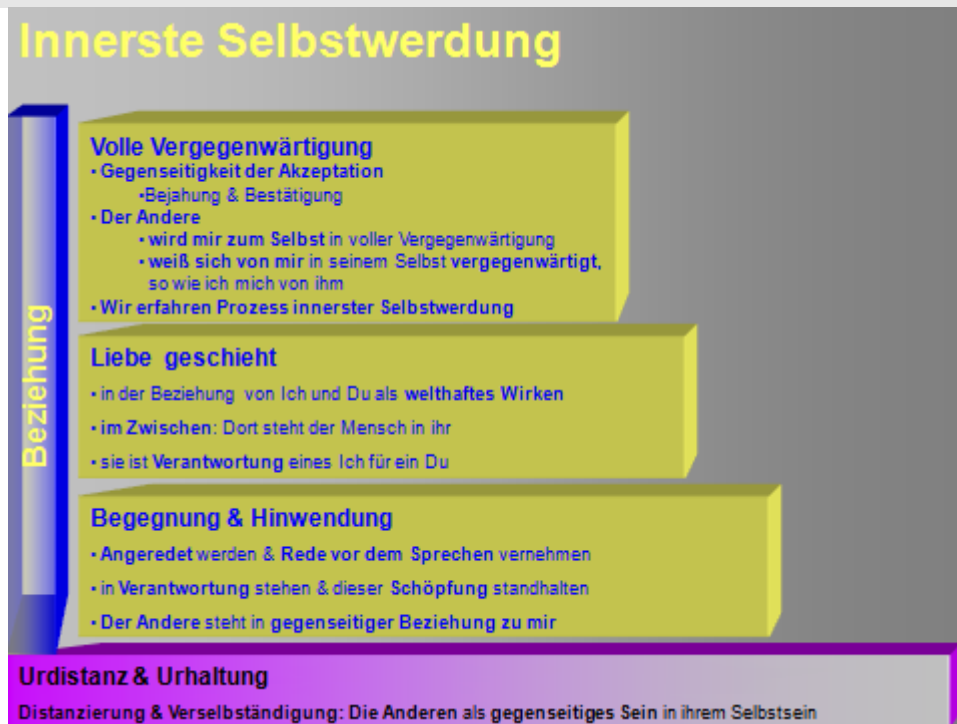 Innerste Selbstwerdung
Beziehung
Volle Vergegenwärtigung
• Gegenseitigkeit der Akzeptation
•Bejahung & Bestätigung
• Der Andere
• wird mir zum Selbst in voller Vergegenwärtigung
• weiß sich von mir in seinem Selbst vergegenwärtigt,
so wie ich mich von ihm
• Wir erfahren Prozess innerster Selbstwerdung
Liebe geschieht
• in der Beziehung von Ich und Du als welthaftes Wirken
• im Zwischen: Dort steht der Mensch in ihr
• sie ist Verantwortung eines Ich für ein Du
Begegnung & Hinwendung
• Angeredet werden & Rede vor dem Sprechen vernehmen
• in Verantwortung stehen & dieser Schöpfung standhalten
• Der Andere steht in gegenseitiger Beziehung zu mir
Urdistanz & Urhaltung
Distanzierung & Verselbständigung: Die Anderen als gegenseitiges Sein in ihrem Selbstsein